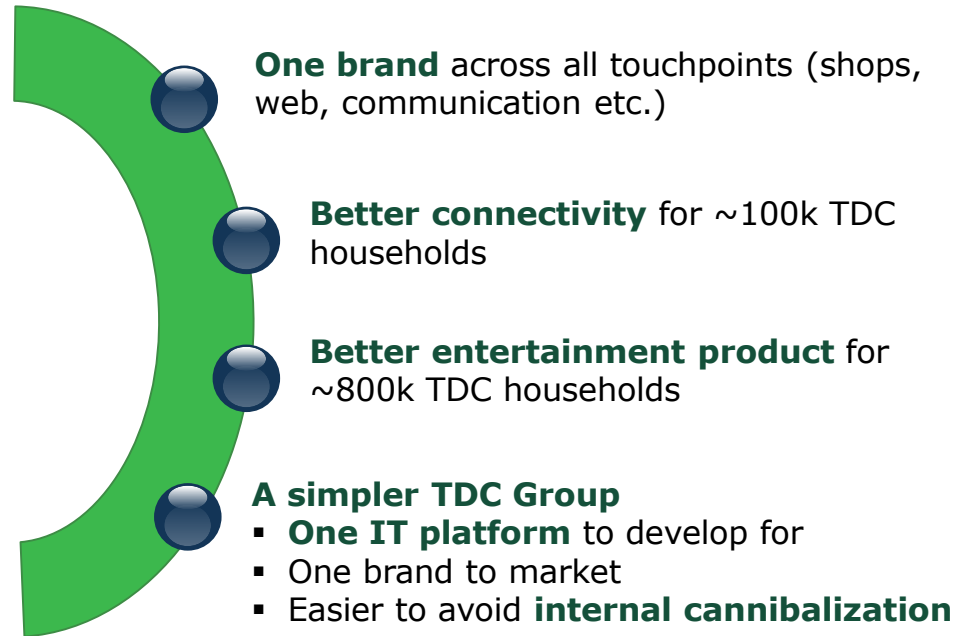 One brand across all touchpoints (shops,
web, communication etc.)
Better connectivity for ~100k TDC
households
Better entertainment product for
~800k TDC households
A simpler TDC Group
▪ One IT platform to develop for
▪ One brand to market
▪ Easier to avoid internal cannibalization